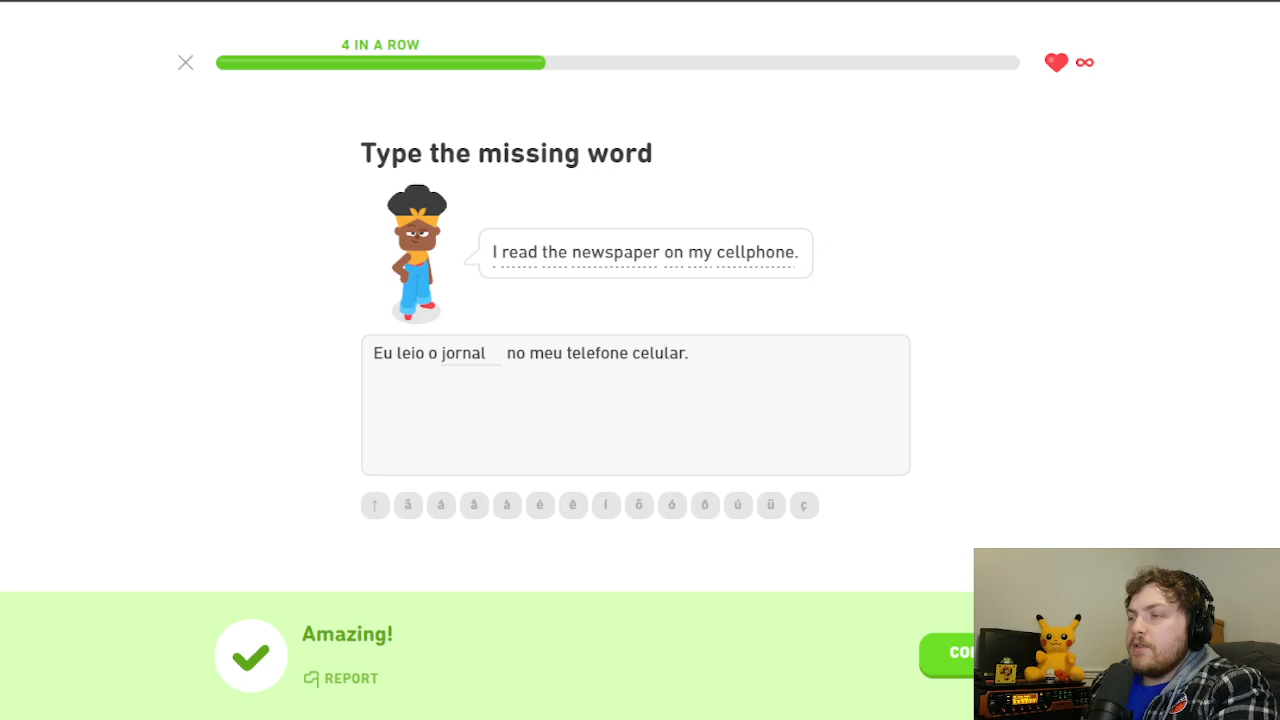 4 IN A ROW
Type the missing word
I read the newspaper on my cellphone.
Eu leio o jornal no meu telefone celular.
↑ ã á â à é ê í õ ó ô ú ü ç
Amazing!
REPORT